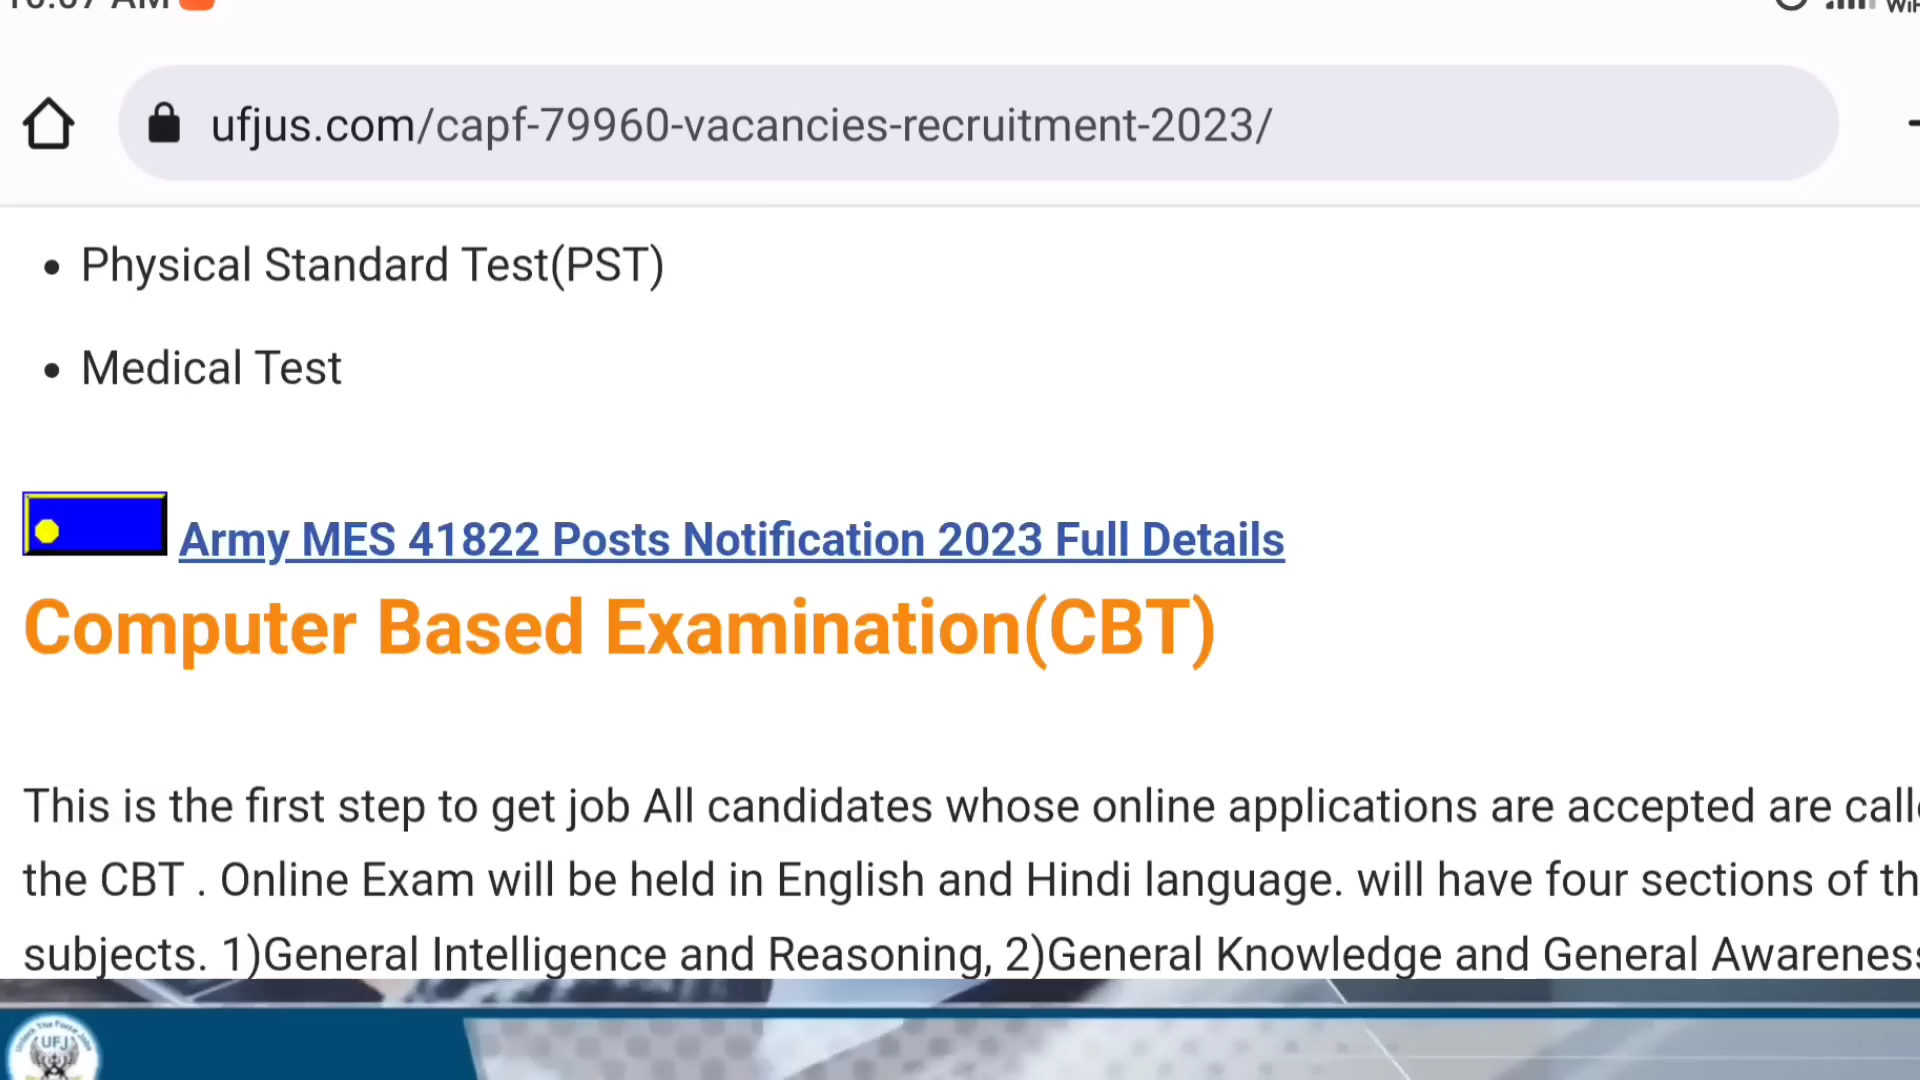 ufjus.com/capf-79960-vacancies-recruitment-2023/
• Physical Standard Test(PST)
• Medical Test
Army MES 41822 Posts Notification 2023 Full Details
Computer Based Examination(CBT)
This is the first step to get job All candidates whose online applications are accepted are
the CBT . Online Exam will be held in English and Hindi language. will have four sections of
subjects. 1)General Intelligence and Reasoning, 2)General Knowledge and General Awareness
UFJ